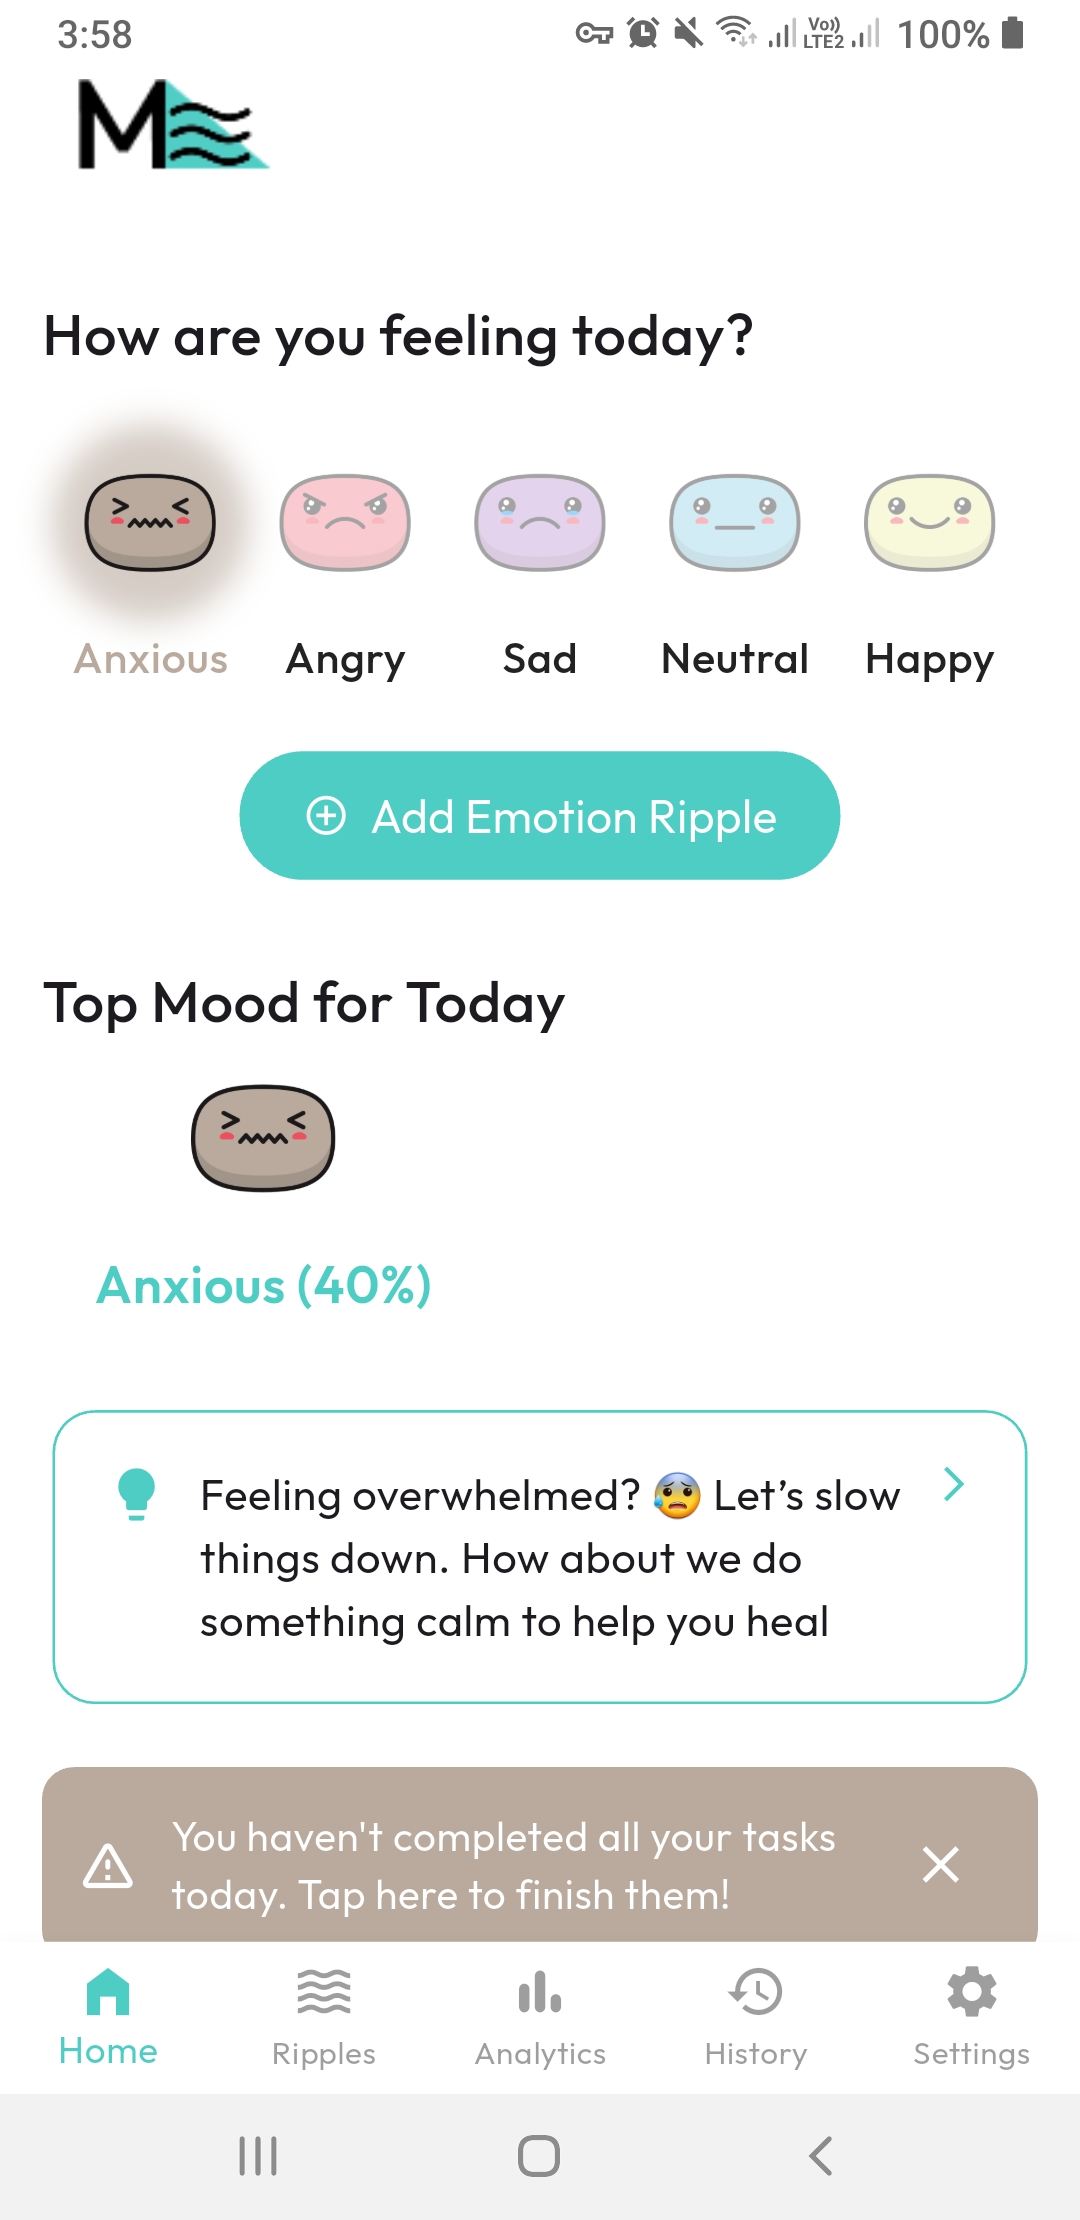 3:58
Vo))
LTE2
100%
M
How are you feeling today?
Anxious Angry Sad Neutral Happy
Add Emotion Ripple
Top Mood for Today
Anxious (40%)
Feeling overwhelmed? 😰 Let’s slow
things down. How about we do
something calm to help you heal
You haven't completed all your tasks
today. Tap here to finish them!
Home Ripples Analytics History Settings